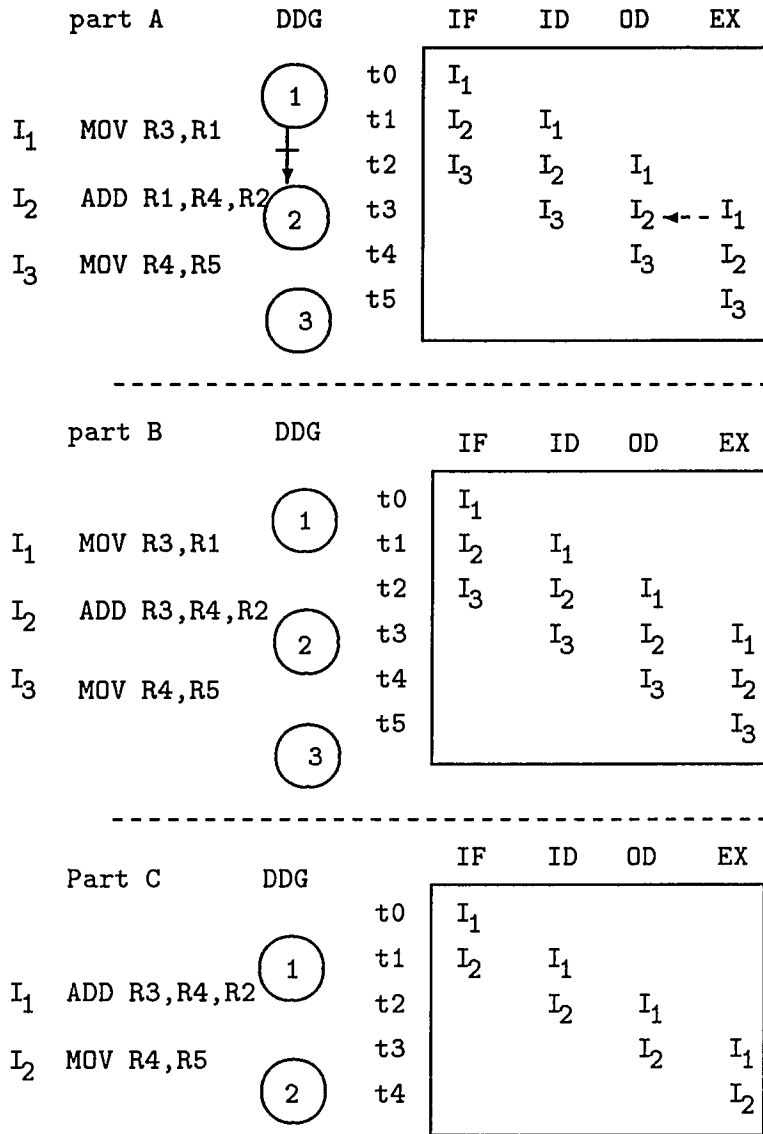 part A DDG IF ID OD EX
t0 I1
1
I1 MOV R3,R1 t1 I2 I1
t2 I3 I2 I1
I2 ADD R1,R4,R2 2 t3 I3 I2 I1
I3 MOV R4,R5 t4 I3 I2
3 t5 I3
part B DDG IF ID OD EX
1 t0 I1
I1 MOV R3,R1 t1 I2 I1
t2 I3 I2 I1
I2 ADD R3,R4,R2 2 t3 I3 I2 I1
I3 MOV R4,R5 t4 I3 I2
t5 I3
3
IF ID OD EX
Part C DDG
t0 I1
1 t1 I2 I1
I1 ADD R3,R4,R2 t2 I2 I1
I2 MOV R4,R5 t3 I2 I1
2 t4 I2